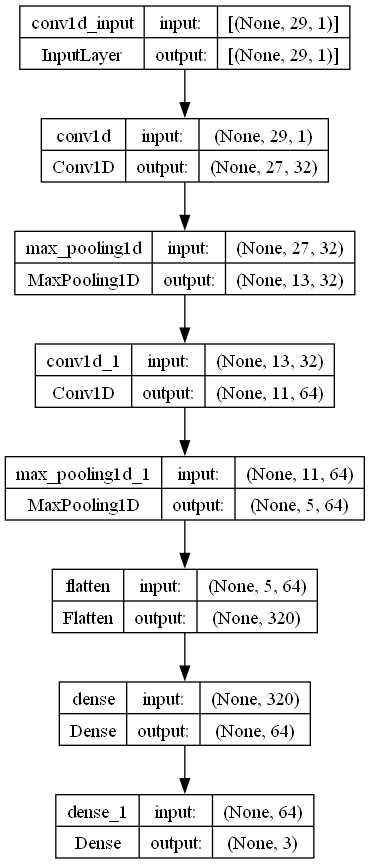 conv1d_input input: [(None, 29, 1)]
InputLayer output: [(None, 29, 1)]
conv1d input: (None, 29, 1)
Conv1D output: (None, 27, 32)
max_pooling1d input: (None, 27, 32)
MaxPooling1D output: (None, 13, 32)
conv1d_1 input: (None, 13, 32)
Conv1D output: (None, 11, 64)
max_pooling1d_1 input: (None, 11, 64)
MaxPooling1D output: (None, 5, 64)
flatten input: (None, 5, 64)
Flatten output: (None, 320)
dense input: (None, 320)
Dense output: (None, 64)
dense_1 input: (None, 64)
Dense output: (None, 3)